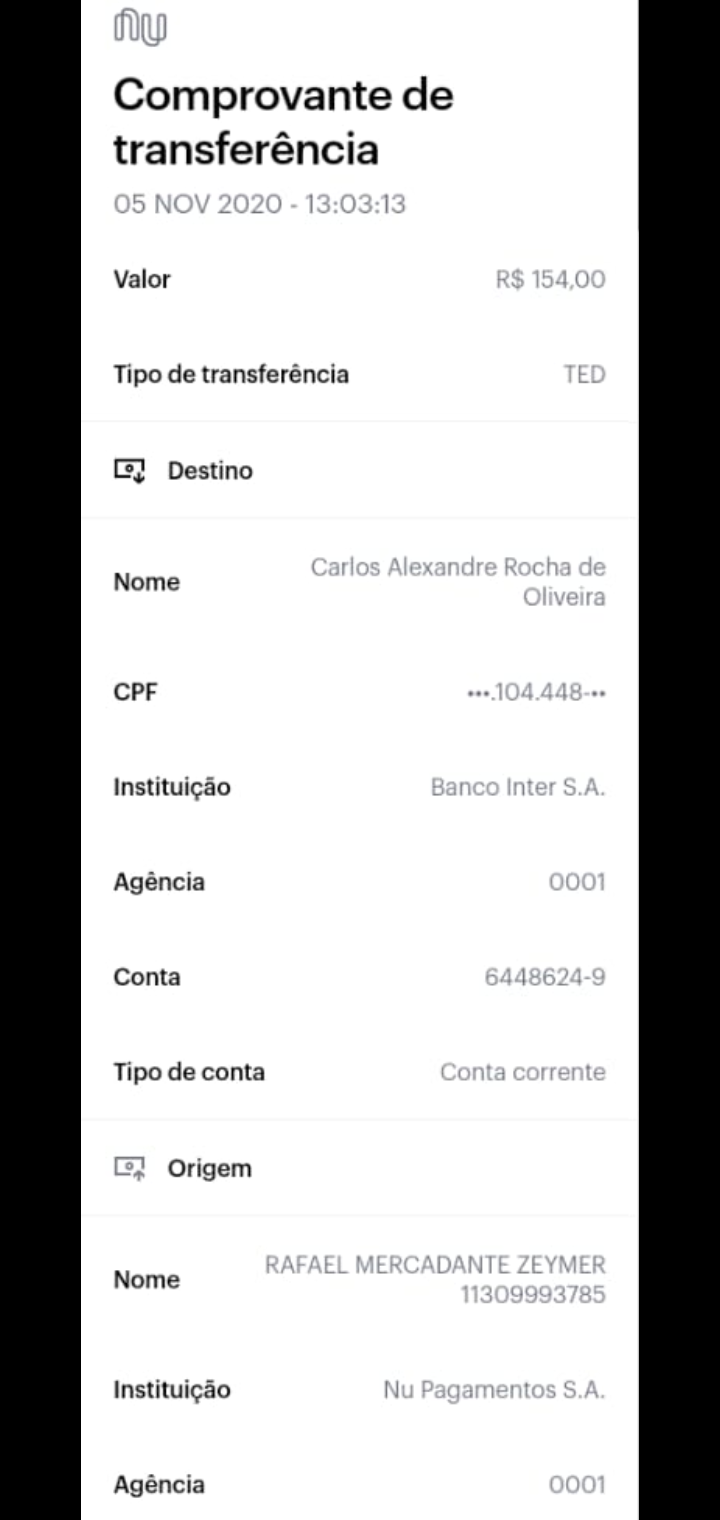 nu
Comprovante de
transferência
05 NOV 2020 - 13:03:13
Valor R$ 154,00
Tipo de transferência TED
Destino
Nome Carlos Alexandre Rocha de
Oliveira
CPF •••.104.448-••
Instituição Banco Inter S.A.
Agência 0001
Conta 6448624-9
Tipo de conta Conta corrente
Origem
Nome RAFAEL MERCADANTE ZEYMER
11309993785
Instituição Nu Pagamentos S.A.
Agência 0001